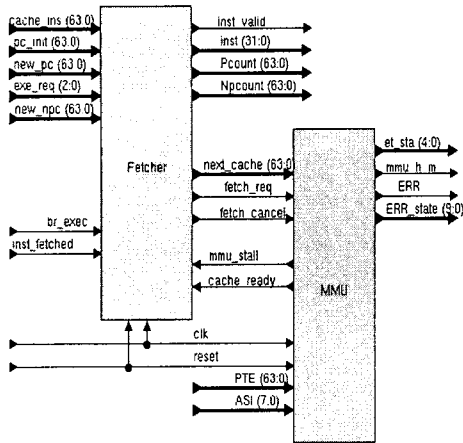 cache_ins (63:0)
pc_init (63:0)
new_pc (63:0)
exe_req (2:0)
new_npc (63:0)
br_exec
inst_fetched
Fetcher
inst_valid
inst (31:0)
Pcount (63:0)
Npcount (63:0)
next_cache (63:0)
fetch_req
fetch_cancel
mmu_stall
cache_ready
MMU
et_sta (4:0)
mmu_h_m
ERR
ERR_state (5:0)
clk
reset
PTE (63:0)
ASI (7:0)